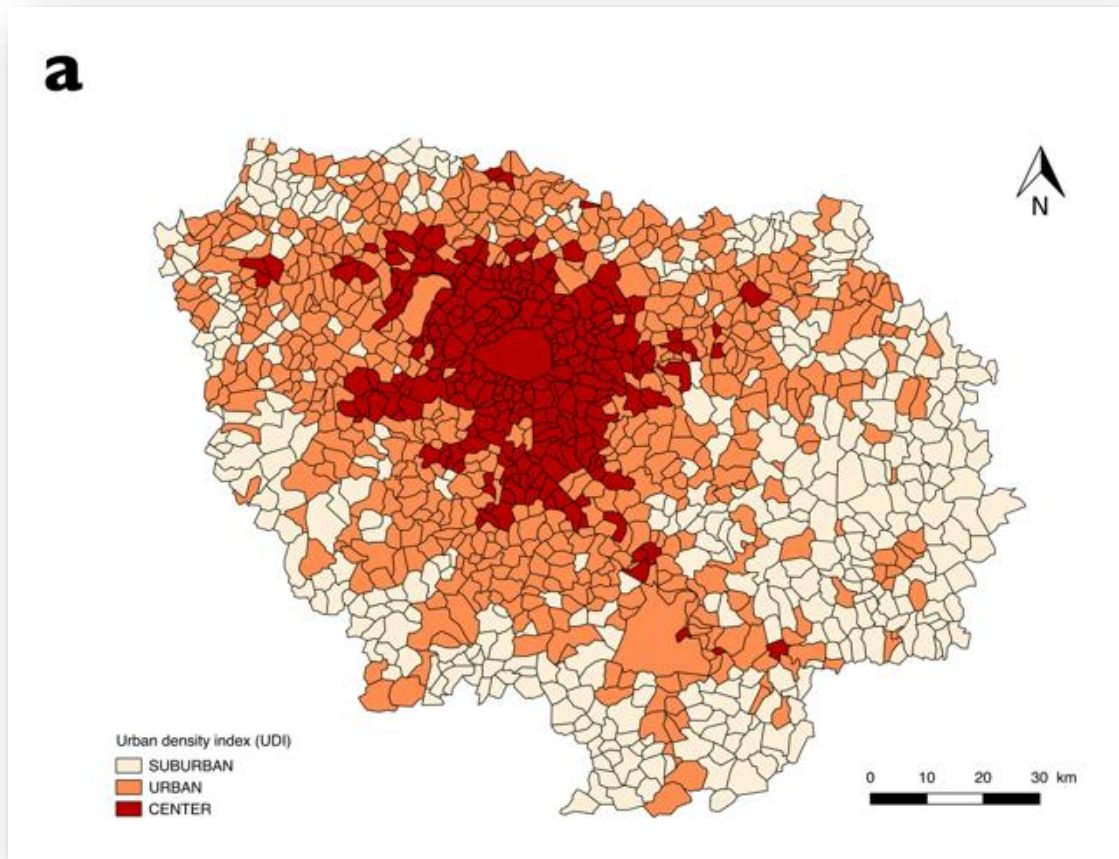 a
N
Urban density index (UDI)
SUBURBAN
URBAN
CENTER
0 10 20 30 km